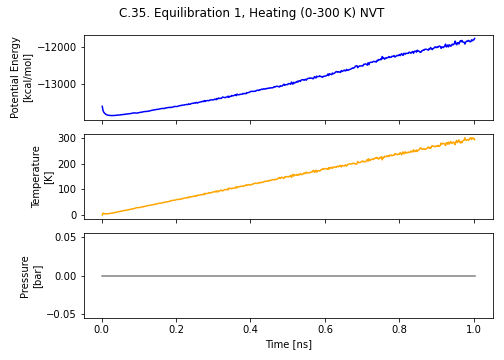 C.35. Equilibration 1, Heating (0-300 K) NVT
Potential Energy
[kcal/mol]
−12000
−13000
Temperature
[K]
300
200
100
0
Pressure
[bar]
0.05
0.00
−0.05
0.0 0.2 0.4 0.6 0.8 1.0
Time [ns]